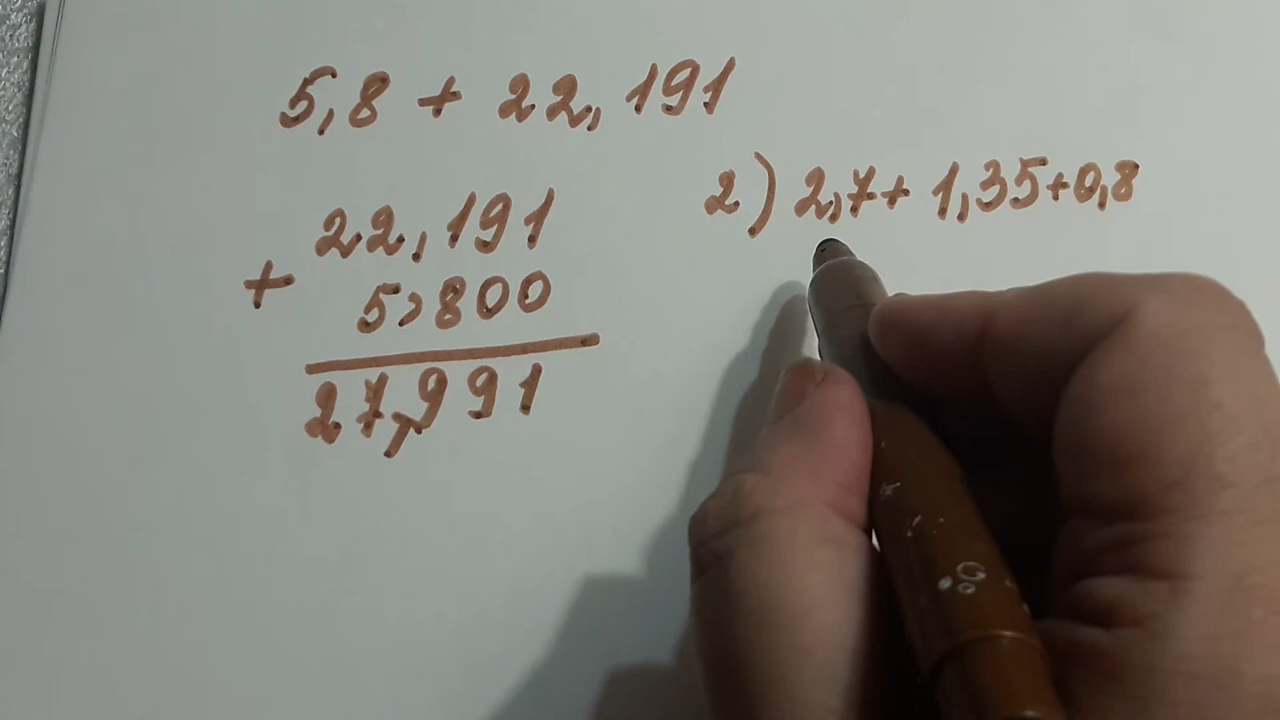 5,8 + 22,191
22,191
+ 5,800
27,991
2) 2,7+ 1,35+0,8